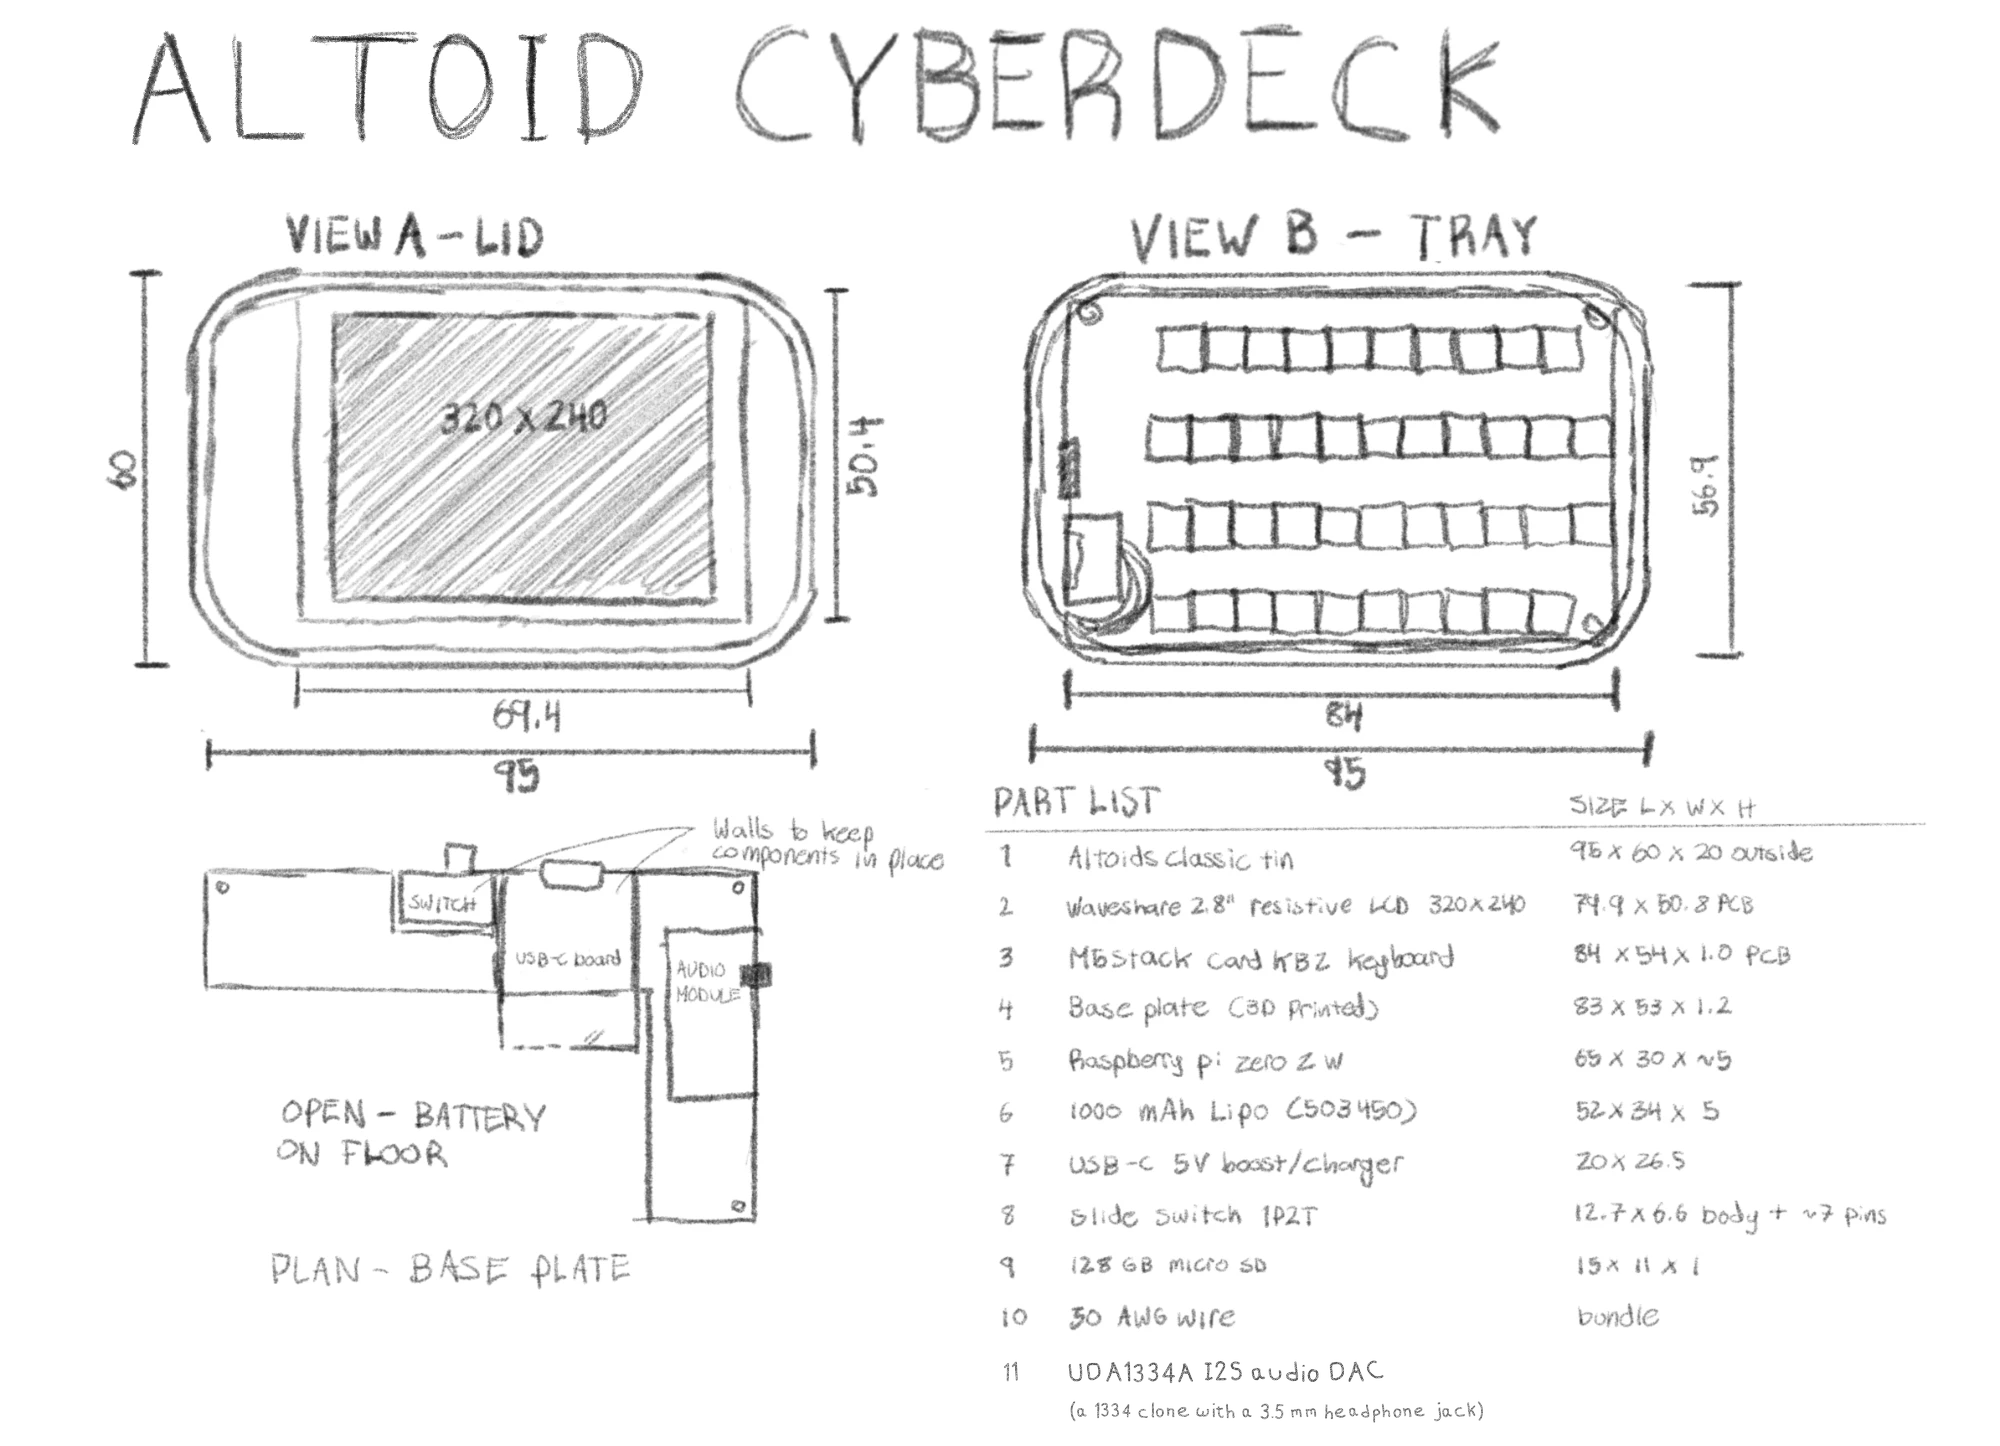 ALTOID CYBERDECK
VIEW A - LID
60
320 x 240
50.4
69.4
95
VIEW B - TRAY
56.9
84
95
Walls to keep
components in place
SWITCH
USB-C board
AUDIO
MODULE
OPEN - BATTERY
ON FLOOR
PLAN - BASE PLATE
PART LIST SIZE L X W X H
1 Altoids classic tin 95 x 60 x 20 outside
2 Waveshare 2.8" resistive LCD 320x240 79.9 x 50.8 PCB
3 M5stack card KB2 keyboard 84 x 54 x 1.0 PCB
4 Base plate (3D Printed) 83 x 53 x 1.2
5 Raspberry pi zero 2 W 65 x 30 x ~5
6 1000 mAh Lipo (503450) 52 x 34 x 5
7 USB-C 5V boost/charger 20 x 26.5
8 Slide switch 1P2T 12.7 x 6.6 body + ~7 pins
9 128 GB micro SD 15 x 11 x 1
10 30 AWG wire bundle
11 UDA1334A I2S audio DAC
(a 1334 clone with a 3.5 mm headphone jack)